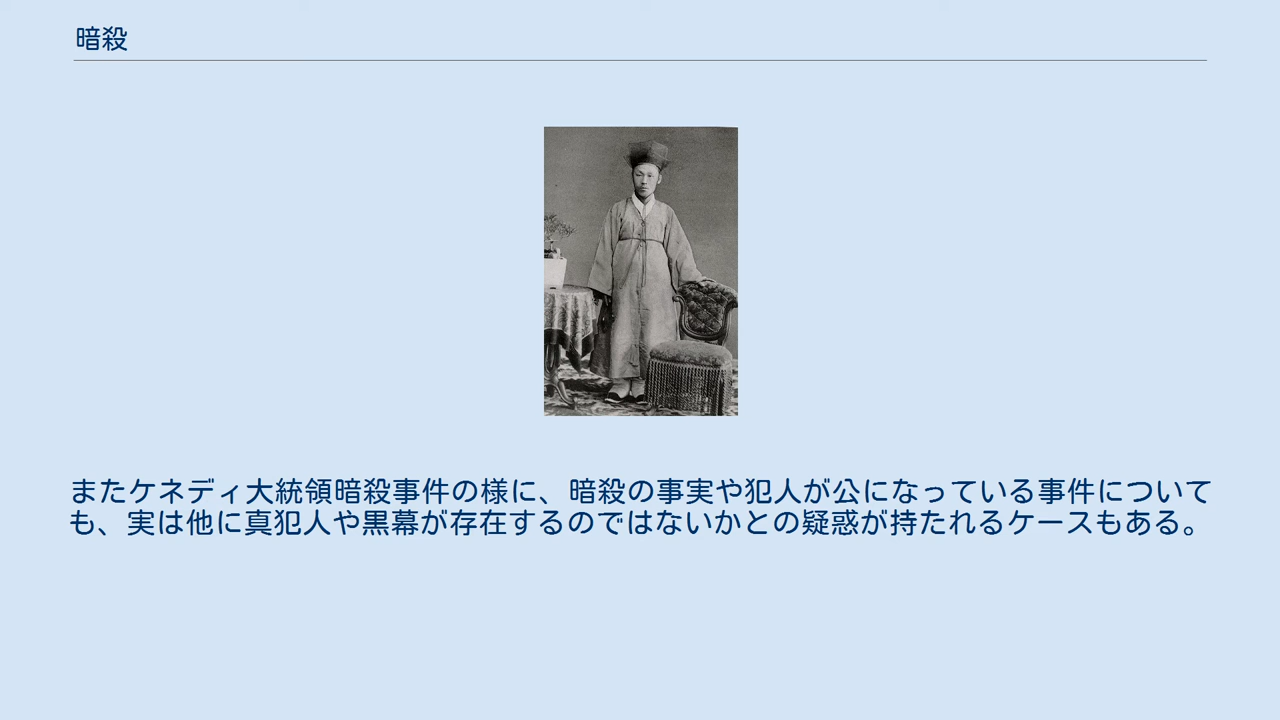 暗殺
またケネディ大統領暗殺事件の様に、暗殺の事実や犯人が公になっている事件について
も、実は他に真犯人や黒幕が存在するのではないかとの疑惑が持たれるケースもある。